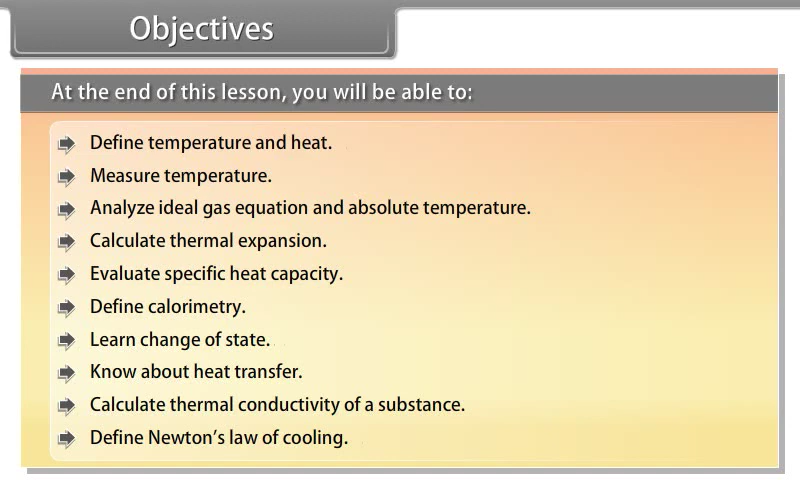 Objectives
At the end of this lesson, you will be able to:
Define temperature and heat.
Measure temperature.
Analyze ideal gas equation and absolute temperature.
Calculate thermal expansion.
Evaluate specific heat capacity.
Define calorimetry.
Learn change of state.
Know about heat transfer.
Calculate thermal conductivity of a substance.
Define Newton's law of cooling.